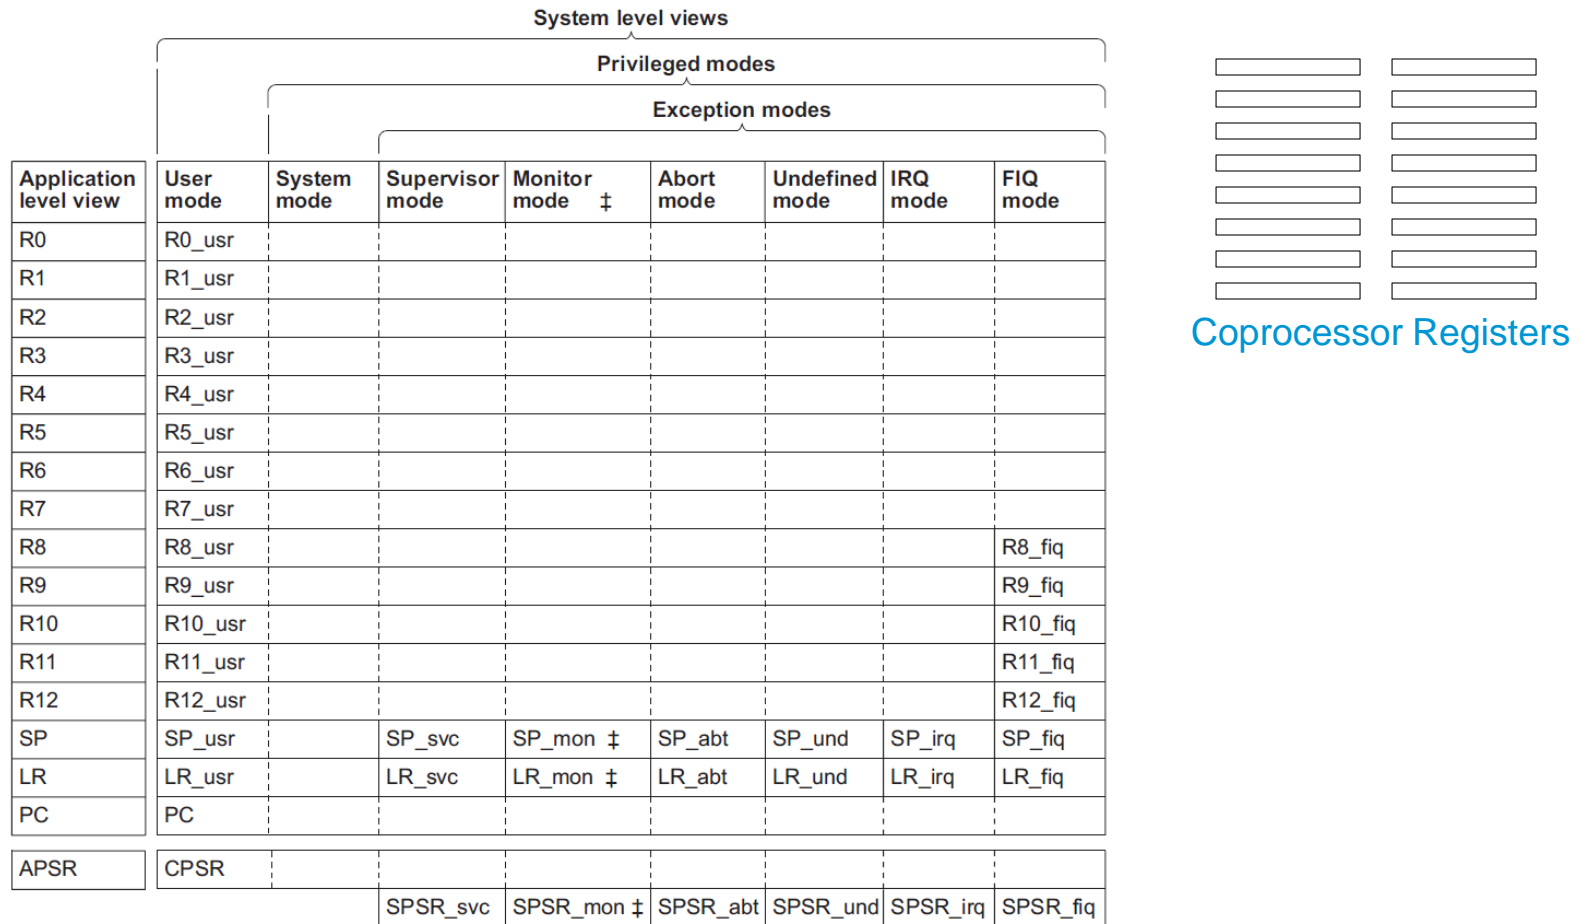 System level views
Privileged modes
Exception modes
Application level view User mode System mode Supervisor mode Monitor mode ‡ Abort mode Undefined mode IRQ mode FIQ mode
R0 R0_usr
R1 R1_usr
R2 R2_usr
R3 R3_usr
R4 R4_usr
R5 R5_usr
R6 R6_usr
R7 R7_usr
R8 R8_usr R8_fiq
R9 R9_usr R9_fiq
R10 R10_usr R10_fiq
R11 R11_usr R11_fiq
R12 R12_usr R12_fiq
SP SP_usr SP_svc SP_mon ‡ SP_abt SP_und SP_irq SP_fiq
LR LR_usr LR_svc LR_mon ‡ LR_abt LR_und LR_irq LR_fiq
PC PC
APSR CPSR
SPSR_svc SPSR_mon ‡ SPSR_abt SPSR_und SPSR_irq SPSR_fiq
Coprocessor Registers